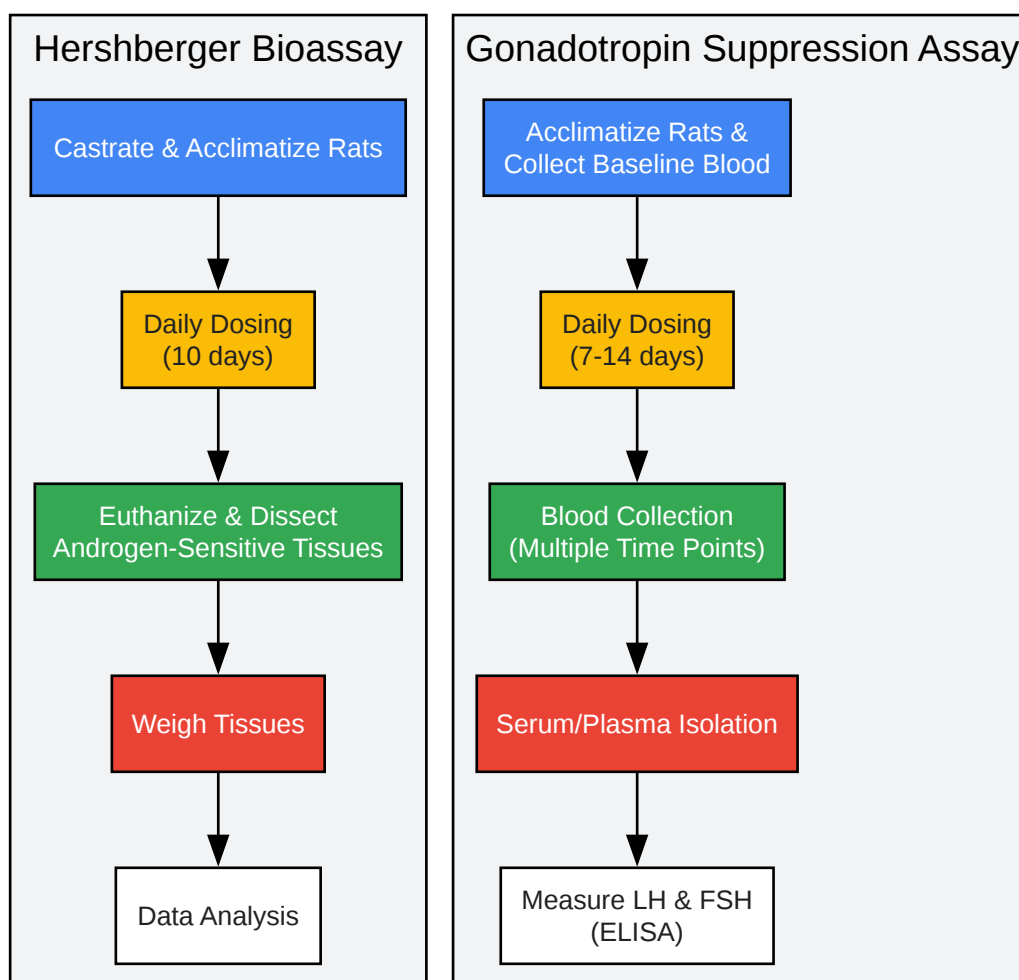 Hershberger Bioassay
Castrate & Acclimatize Rats
Daily Dosing
(10 days)
Euthanize & Dissect
Androgen-Sensitive Tissues
Weigh Tissues
Data Analysis
Gonadotropin Suppression Assay
Acclimatize Rats &
Collect Baseline Blood
Daily Dosing
(7-14 days)
Blood Collection
(Multiple Time Points)
Serum/Plasma Isolation
Measure LH & FSH
(ELISA)